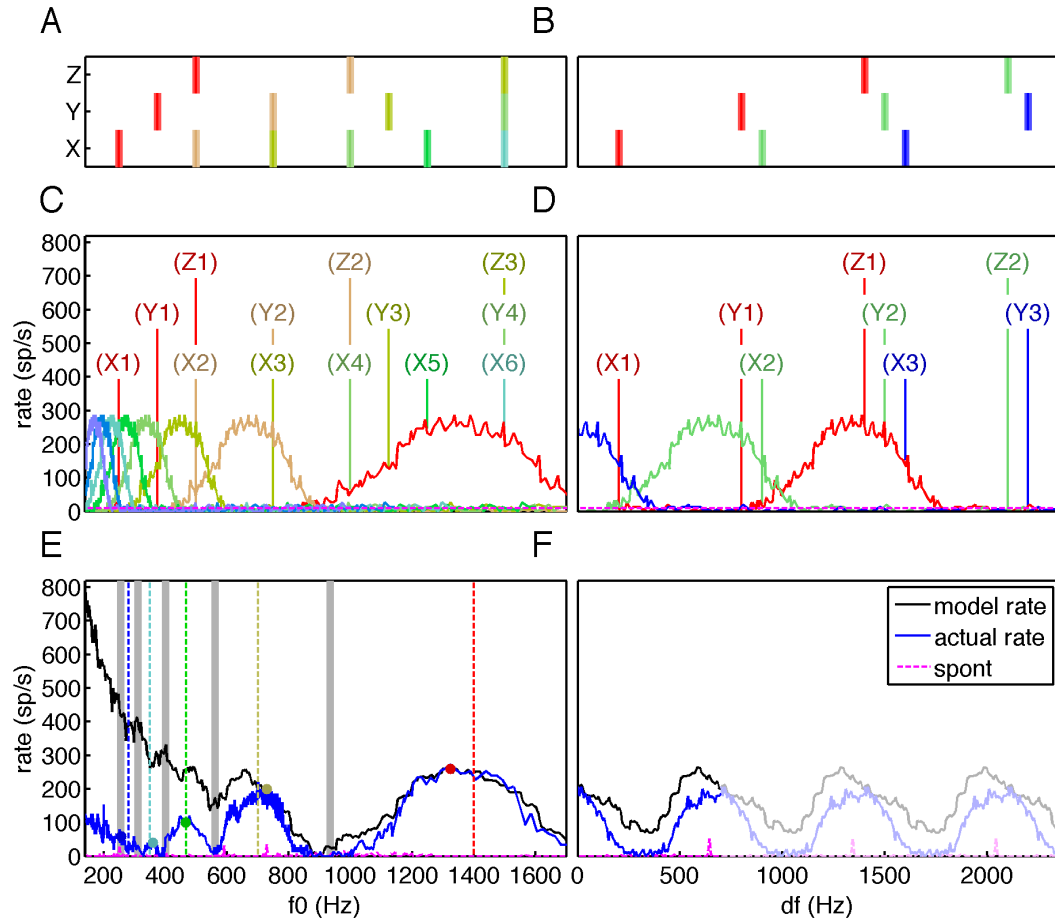 A
B
Z
Y
X
C
D
800
700
600
500
400
300
200
100
0
rate (sp/s)
(Z1) (Z2) (Z3)
(Y1) (Y2) (Y3) (Y4)
(X1) (X2) (X3) (X4) (X5) (X6)
(Z1) (Z2)
(Y1) (Y2) (Y3)
(X1) (X2) (X3)
E
F
800
700
600
500
400
300
200
100
0
rate (sp/s)
model rate
actual rate
spont
200 400 600 800 1000 1200 1400 1600
f0 (Hz)
0 500 1000 1500 2000
df (Hz)